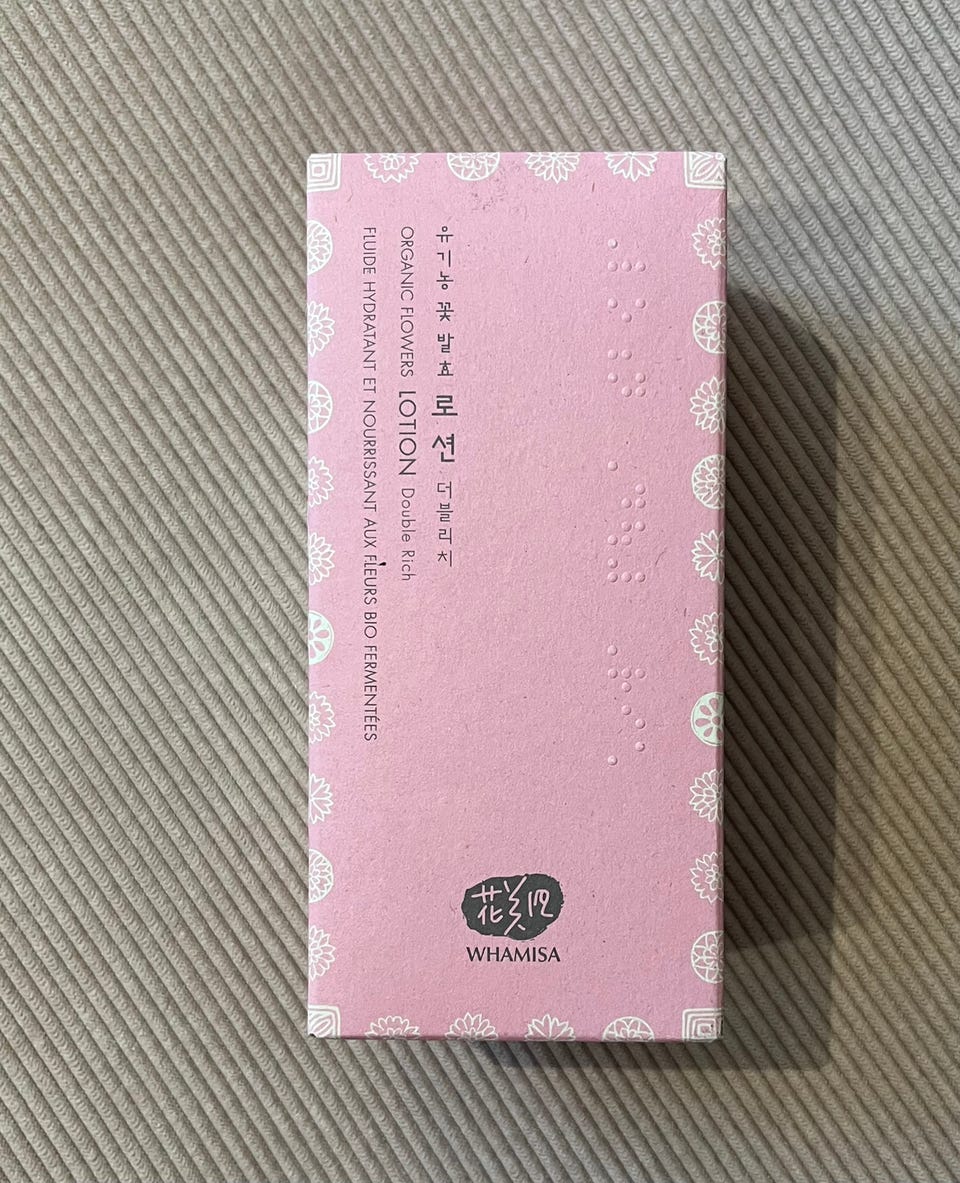 유기농 꽃 발효 로션 더블리치
ORGANIC FLOWERS LOTION Double Rich
FLUIDE HYDRATANT ET NOURRISSANT AUX FLEURS BIO FERMENTÉES
花美水
WHAMISA